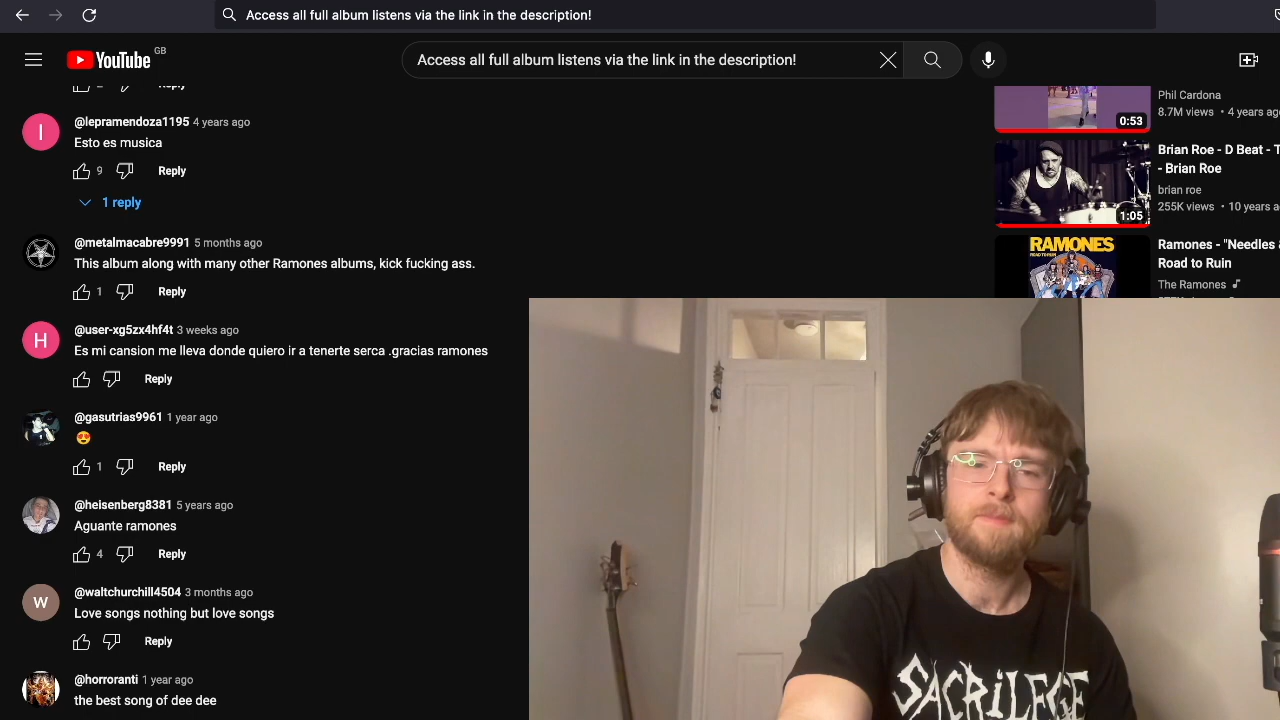 Access all full album listens via the link in the description!
YouTube GB
Access all full album listens via the link in the description!
Reply
@lepramendoza1195 4 years ago
Esto es musica
9 Reply
1 reply
@metalmacabre9991 5 months ago
This album along with many other Ramones albums, kick fucking ass.
1 Reply
@user-xg5zx4hf4t 3 weeks ago
Es mi cansion me lleva donde quiero ir a tenerte serca .gracias ramones
Reply
@gasutrias9961 1 year ago
😍
1 Reply
@heisenberg8381 5 years ago
Aguante ramones
4 Reply
@waltchurchill4504 3 months ago
Love songs nothing but love songs
Reply
@horroranti 1 year ago
the best song of dee dee
I
H
W
Phil Cardona
8.7M views • 4 years ago
0:53
Brian Roe - D Beat - T
- Brian Roe
brian roe
255K views • 10 years ag
1:05
RAMONES
ROAD TO RUIN
Ramones - "Needles &
Road to Ruin
The Ramones
SACRILEGE